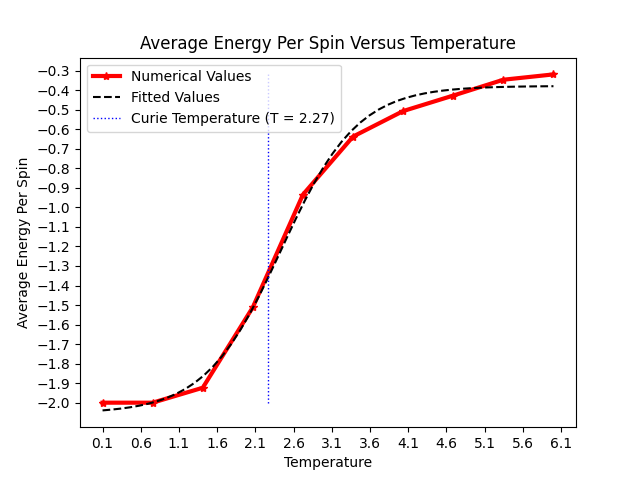 Average Energy Per Spin Versus Temperature
Numerical Values
Fitted Values
Curie Temperature (T = 2.27)
Average Energy Per Spin
−0.3
−0.4
−0.5
−0.6
−0.7
−0.8
−0.9
−1.0
−1.1
−1.2
−1.3
−1.4
−1.5
−1.6
−1.7
−1.8
−1.9
−2.0
0.1 0.6 1.1 1.6 2.1 2.6 3.1 3.6 4.1 4.6 5.1 5.6 6.1
Temperature